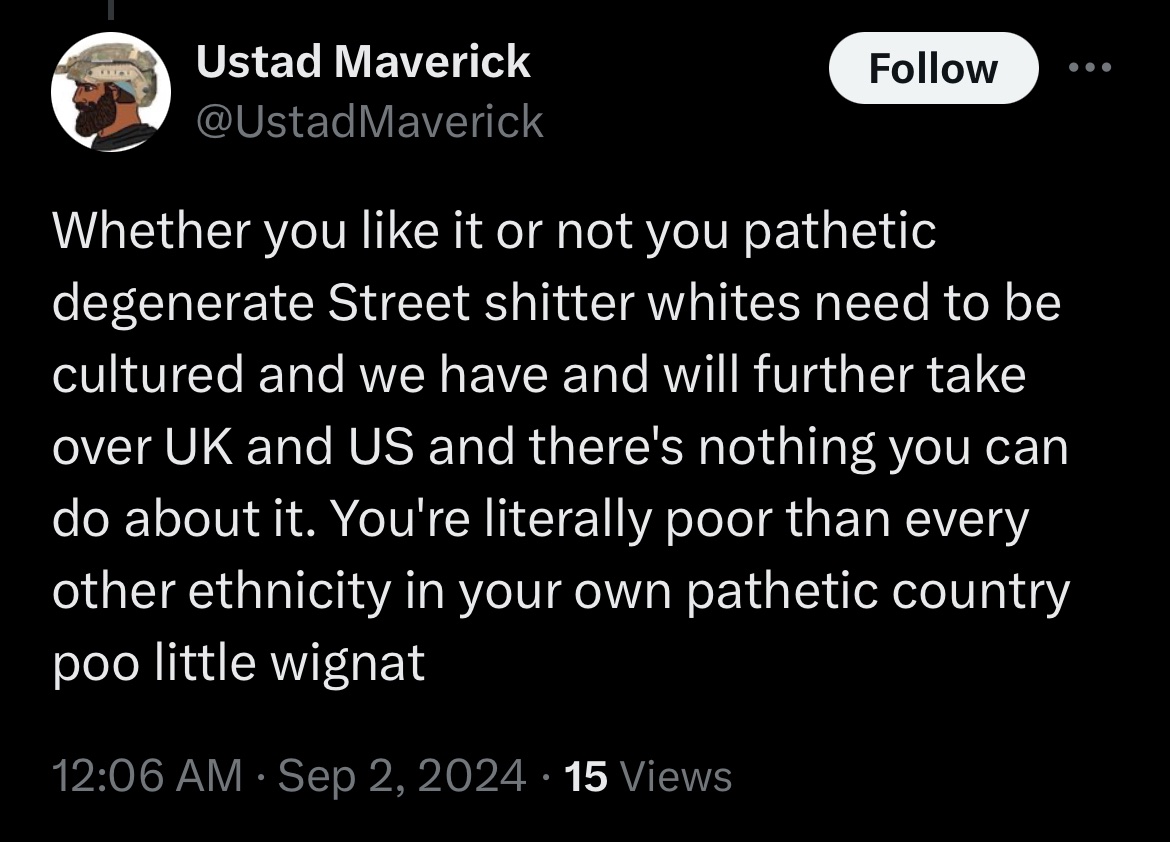 Ustad Maverick
@UstadMaverick
Follow
Whether you like it or not you pathetic
degenerate Street shitter whites need to be
cultured and we have and will further take
over UK and US and there's nothing you can
do about it. You're literally poor than every
other ethnicity in your own pathetic country
poo little wignat
12:06 AM · Sep 2, 2024 · 15 Views